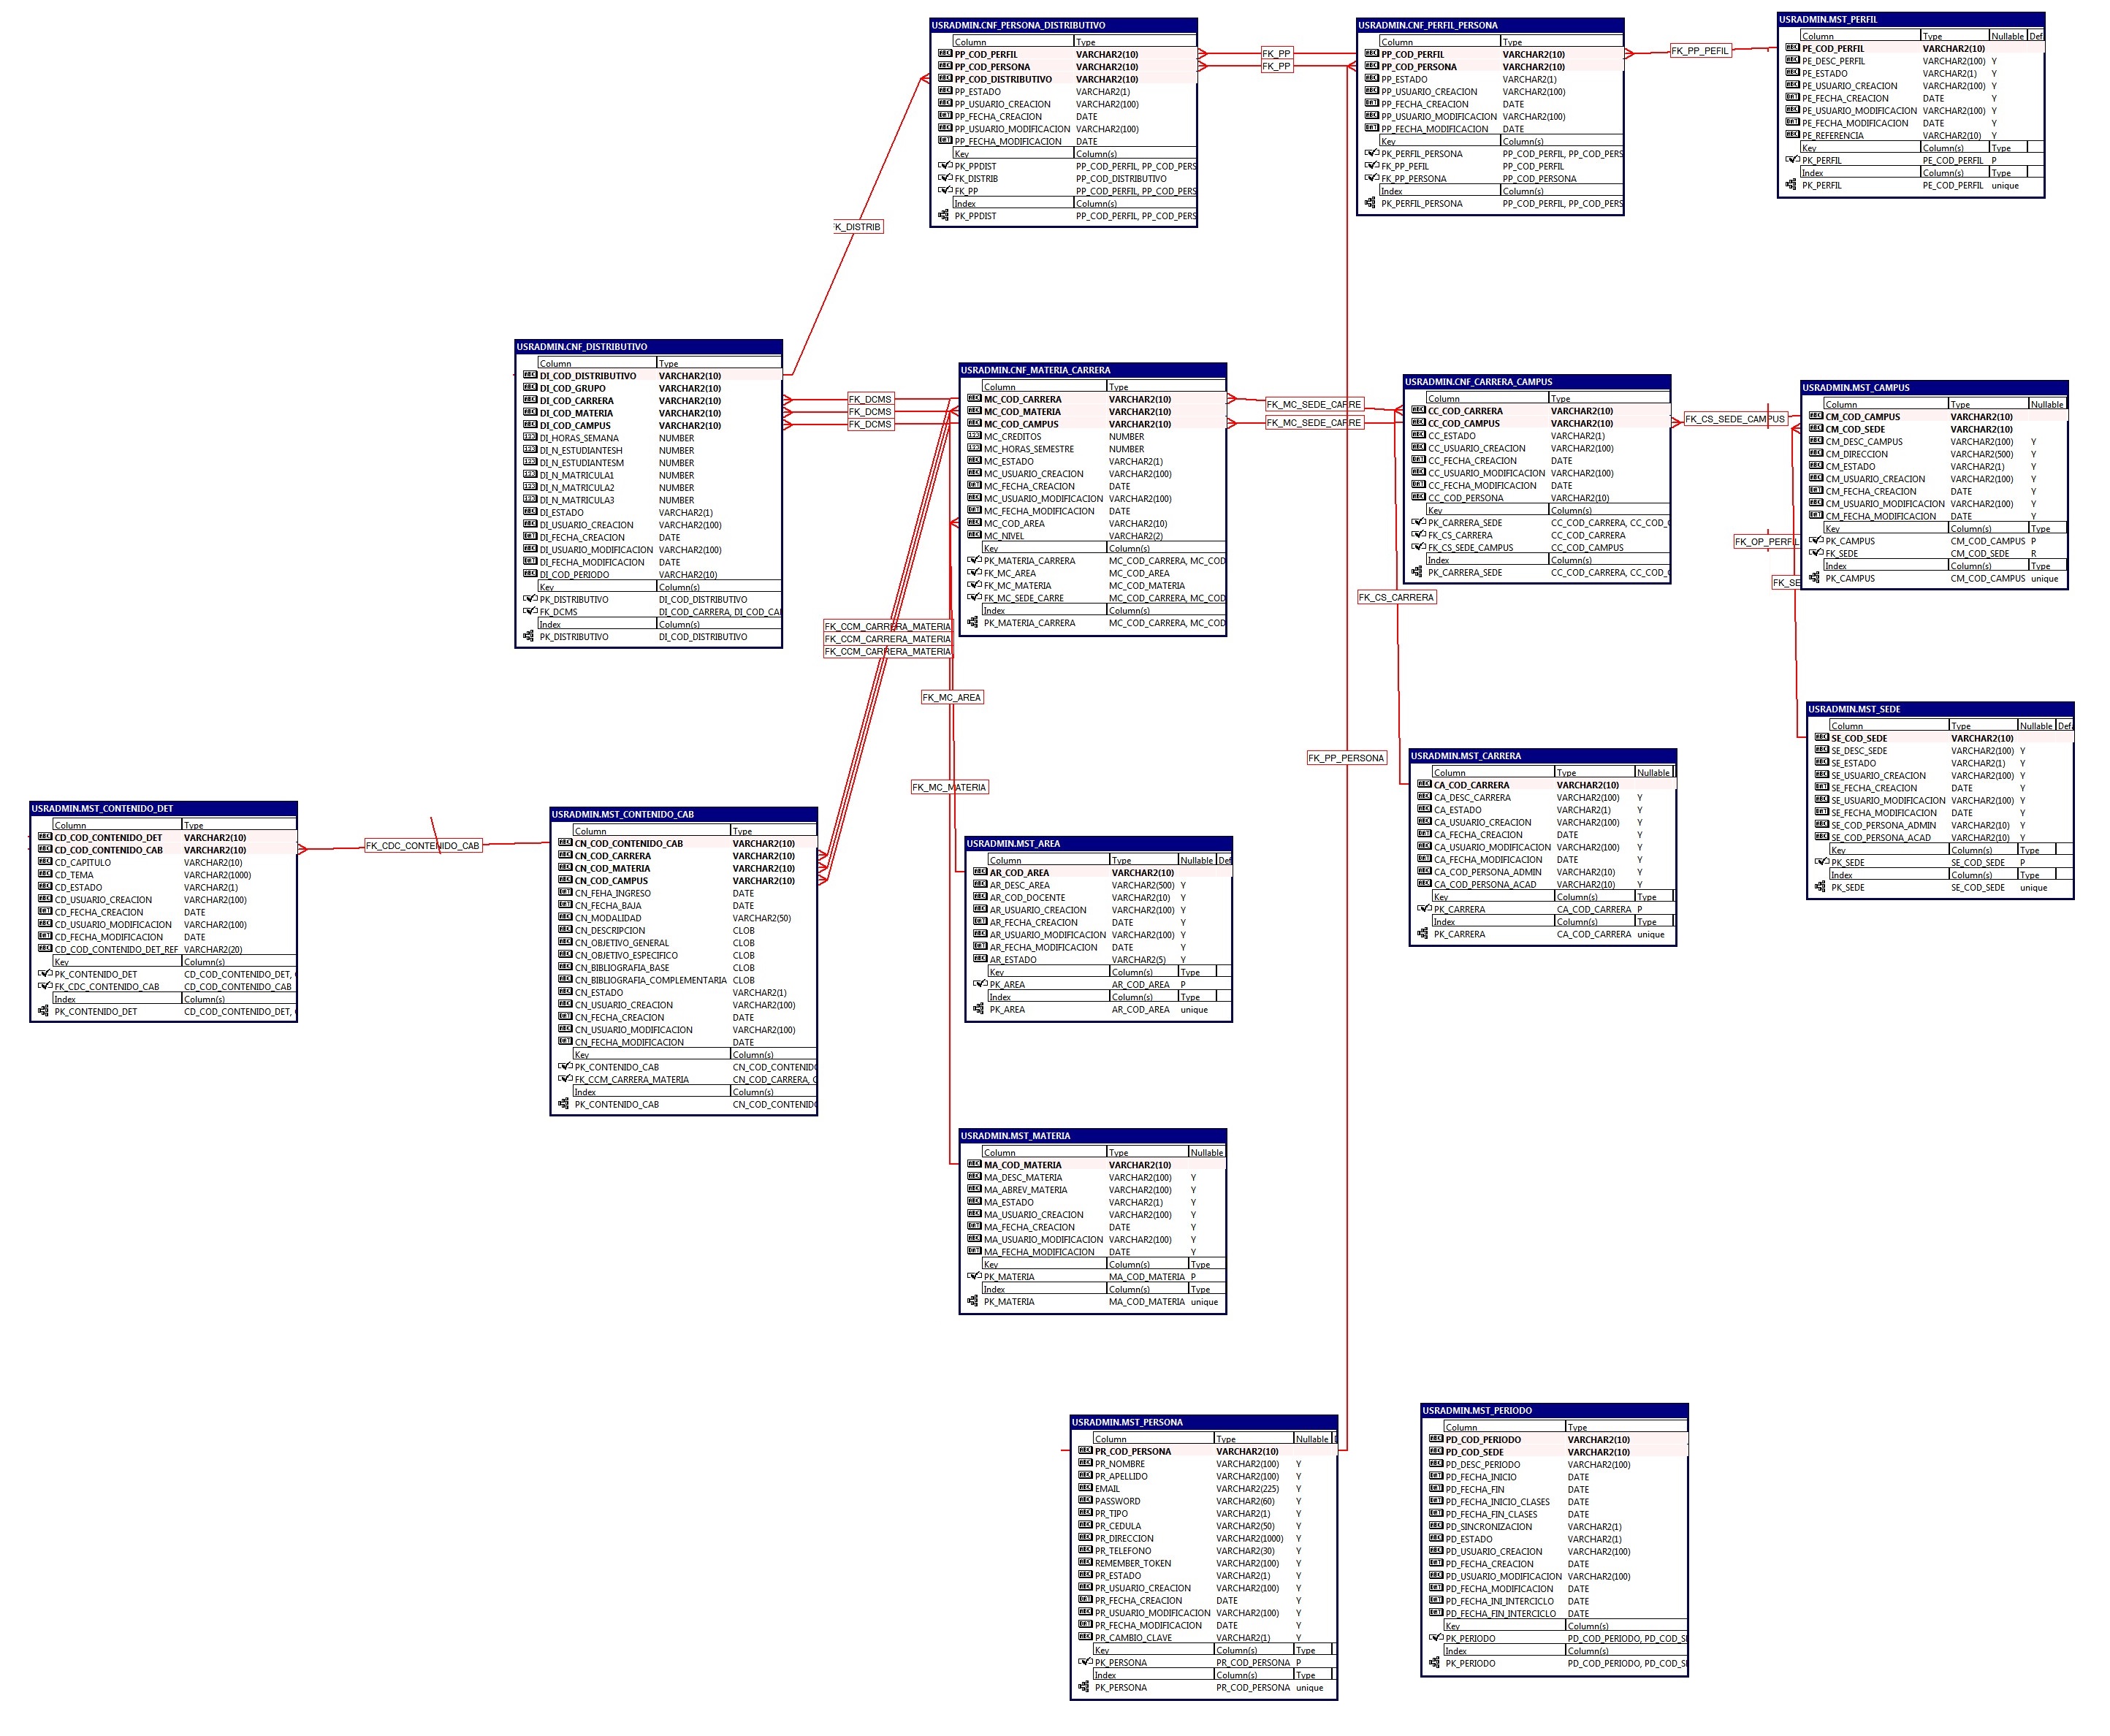 USRADMIN.CNF_PERSONA_DISTRIBUTIVO
Column Type
PP_COD_PERFIL VARCHAR2(10)
PP_COD_PERSONA VARCHAR2(10)
PP_COD_DISTRIBUTIVO VARCHAR2(10)
PP_ESTADO VARCHAR2(1)
PP_USUARIO_CREACION VARCHAR2(100)
PP_FECHA_CREACION DATE
PP_USUARIO_MODIFICACION VARCHAR2(100)
PP_FECHA_MODIFICACION DATE
Key Column(s)
PK_PPDIST PP_COD_PERFIL, PP_COD_PERS
FK_DISTRIB PP_COD_DISTRIBUTIVO
FK_PP PP_COD_PERFIL, PP_COD_PERS
Index Column(s)
PK_PPDIST PP_COD_PERFIL, PP_COD_PERS
FK_PP
FK_PP
USRADMIN.CNF_PERFIL_PERSONA
Column Type
PP_COD_PERFIL VARCHAR2(10)
PP_COD_PERSONA VARCHAR2(10)
PP_ESTADO VARCHAR2(1)
PP_USUARIO_CREACION VARCHAR2(100)
PP_FECHA_CREACION DATE
PP_USUARIO_MODIFICACION VARCHAR2(100)
PP_FECHA_MODIFICACION DATE
Key Column(s)
PK_PERFIL_PERSONA PP_COD_PERFIL, PP_COD_PERS
FK_PP_PEFIL PP_COD_PERFIL
FK_PP_PERSONA PP_COD_PERSONA
Index Column(s)
PK_PERFIL_PERSONA PP_COD_PERFIL, PP_COD_PERS
FK_PP_PEFIL
USRADMIN.MST_PERFIL
Column Type Nullable Def
PE_COD_PERFIL VARCHAR2(10)
PE_DESC_PERFIL VARCHAR2(100) Y
PE_ESTADO VARCHAR2(1) Y
PE_USUARIO_CREACION VARCHAR2(100) Y
PE_FECHA_CREACION DATE Y
PE_USUARIO_MODIFICACION VARCHAR2(100) Y
PE_FECHA_MODIFICACION DATE Y
PE_REFERENCIA VARCHAR2(10) Y
Key Column(s) Type
PK_PERFIL PE_COD_PERFIL P
Index Column(s) Type
PK_PERFIL PE_COD_PERFIL unique
K_DISTRIB
USRADMIN.CNF_DISTRIBUTIVO
Column Type
DI_COD_DISTRIBUTIVO VARCHAR2(10)
DI_COD_GRUPO VARCHAR2(10)
DI_COD_CARRERA VARCHAR2(10)
DI_COD_MATERIA VARCHAR2(10)
DI_COD_CAMPUS VARCHAR2(10)
DI_HORAS_SEMANA NUMBER
DI_N_ESTUDIANTESH NUMBER
DI_N_ESTUDIANTESM NUMBER
DI_N_MATRICULA1 NUMBER
DI_N_MATRICULA2 NUMBER
DI_N_MATRICULA3 NUMBER
DI_ESTADO VARCHAR2(1)
DI_USUARIO_CREACION VARCHAR2(100)
DI_FECHA_CREACION DATE
DI_USUARIO_MODIFICACION VARCHAR2(100)
DI_FECHA_MODIFICACION DATE
DI_COD_PERIODO VARCHAR2(10)
Key Column(s)
PK_DISTRIBUTIVO DI_COD_DISTRIBUTIVO
FK_DCMS DI_COD_CARRERA, DI_COD_CA
Index Column(s)
PK_DISTRIBUTIVO DI_COD_DISTRIBUTIVO
FK_DCMS
FK_DCMS
FK_DCMS
USRADMIN.CNF_MATERIA_CARRERA
Column Type
MC_COD_CARRERA VARCHAR2(10)
MC_COD_MATERIA VARCHAR2(10)
MC_COD_CAMPUS VARCHAR2(10)
MC_CREDITOS NUMBER
MC_HORAS_SEMESTRE NUMBER
MC_ESTADO VARCHAR2(1)
MC_USUARIO_CREACION VARCHAR2(100)
MC_FECHA_CREACION DATE
MC_USUARIO_MODIFICACION VARCHAR2(100)
MC_FECHA_MODIFICACION DATE
MC_COD_AREA VARCHAR2(10)
MC_NIVEL VARCHAR2(2)
Key Column(s)
PK_MATERIA_CARRERA MC_COD_CARRERA, MC_COD
FK_MC_AREA MC_COD_AREA
FK_MC_MATERIA MC_COD_MATERIA
FK_MC_SEDE_CARRE MC_COD_CARRERA, MC_COD
Index Column(s)
PK_MATERIA_CARRERA MC_COD_CARRERA, MC_COD
FK_MC_SEDE_CARRE
FK_MC_SEDE_CARRE
USRADMIN.CNF_CARRERA_CAMPUS
Column Type
CC_COD_CARRERA VARCHAR2(10)
CC_COD_CAMPUS VARCHAR2(10)
CC_ESTADO VARCHAR2(1)
CC_USUARIO_CREACION VARCHAR2(100)
CC_FECHA_CREACION DATE
CC_USUARIO_MODIFICACION VARCHAR2(100)
CC_FECHA_MODIFICACION DATE
CC_COD_PERSONA VARCHAR2(10)
Key Column(s)
PK_CARRERA_SEDE CC_COD_CARRERA, CC_COD_C
FK_CS_CARRERA CC_COD_CARRERA
FK_CS_SEDE_CAMPUS CC_COD_CAMPUS
Index Column(s)
PK_CARRERA_SEDE CC_COD_CARRERA, CC_COD_C
FK_CS_SEDE_CAMPUS
USRADMIN.MST_CAMPUS
Column Type Nullable
CM_COD_CAMPUS VARCHAR2(10)
CM_COD_SEDE VARCHAR2(10)
CM_DESC_CAMPUS VARCHAR2(100) Y
CM_DIRECCION VARCHAR2(500) Y
CM_ESTADO VARCHAR2(1) Y
CM_USUARIO_CREACION VARCHAR2(100) Y
CM_FECHA_CREACION DATE Y
CM_USUARIO_MODIFICACION VARCHAR2(100) Y
CM_FECHA_MODIFICACION DATE Y
Key Column(s) Type
PK_CAMPUS CM_COD_CAMPUS P
FK_SEDE CM_COD_SEDE R
Index Column(s) Type
PK_CAMPUS CM_COD_CAMPUS unique
FK_OP_PERFIL
FK_SE
FK_CS_CARRERA
FK_CCM_CARRERA_MATERIA
FK_CCM_CARRERA_MATERIA
FK_CCM_CARRERA_MATERIA
FK_MC_AREA
FK_MC_MATERIA
FK_PP_PERSONA
USRADMIN.MST_SEDE
Column Type Nullable Defa
SE_COD_SEDE VARCHAR2(10)
SE_DESC_SEDE VARCHAR2(100) Y
SE_ESTADO VARCHAR2(1) Y
SE_USUARIO_CREACION VARCHAR2(100) Y
SE_FECHA_CREACION DATE Y
SE_USUARIO_MODIFICACION VARCHAR2(100) Y
SE_FECHA_MODIFICACION DATE Y
SE_COD_PERSONA_ADMIN VARCHAR2(10) Y
SE_COD_PERSONA_ACAD VARCHAR2(10) Y
Key Column(s) Type
PK_SEDE SE_COD_SEDE P
Index Column(s) Type
PK_SEDE SE_COD_SEDE unique
USRADMIN.MST_CARRERA
Column Type Nullable
CA_COD_CARRERA VARCHAR2(10)
CA_DESC_CARRERA VARCHAR2(100) Y
CA_ESTADO VARCHAR2(1) Y
CA_USUARIO_CREACION VARCHAR2(100) Y
CA_FECHA_CREACION DATE Y
CA_USUARIO_MODIFICACION VARCHAR2(100) Y
CA_FECHA_MODIFICACION DATE Y
CA_COD_PERSONA_ADMIN VARCHAR2(10) Y
CA_COD_PERSONA_ACAD VARCHAR2(10) Y
Key Column(s) Type
PK_CARRERA CA_COD_CARRERA P
Index Column(s) Type
PK_CARRERA CA_COD_CARRERA unique
USRADMIN.MST_CONTENIDO_DET
Column Type
CD_COD_CONTENIDO_DET VARCHAR2(10)
CD_COD_CONTENIDO_CAB VARCHAR2(10)
CD_CAPITULO VARCHAR2(10)
CD_TEMA VARCHAR2(1000)
CD_ESTADO VARCHAR2(1)
CD_USUARIO_CREACION VARCHAR2(100)
CD_FECHA_CREACION DATE
CD_USUARIO_MODIFICACION VARCHAR2(100)
CD_FECHA_MODIFICACION DATE
CD_COD_CONTENIDO_DET_REF VARCHAR2(20)
Key Column(s)
PK_CONTENIDO_DET CD_COD_CONTENIDO_DET,
FK_CDC_CONTENIDO_CAB CD_COD_CONTENIDO_CAB
Index Column(s)
PK_CONTENIDO_DET CD_COD_CONTENIDO_DET,
FK_CDC_CONTENIDO_CAB
USRADMIN.MST_CONTENIDO_CAB
Column Type
CN_COD_CONTENIDO_CAB VARCHAR2(10)
CN_COD_CARRERA VARCHAR2(10)
CN_COD_MATERIA VARCHAR2(10)
CN_COD_CAMPUS VARCHAR2(10)
CN_FEHA_INGRESO DATE
CN_FECHA_BAJA DATE
CN_MODALIDAD VARCHAR2(50)
CN_DESCRIPCION CLOB
CN_OBJETIVO_GENERAL CLOB
CN_OBJETIVO_ESPECIFICO CLOB
CN_BIBLIOGRAFIA_BASE CLOB
CN_BIBLIOGRAFIA_COMPLEMENTARIA CLOB
CN_ESTADO VARCHAR2(1)
CN_USUARIO_CREACION VARCHAR2(100)
CN_FECHA_CREACION DATE
CN_USUARIO_MODIFICACION VARCHAR2(100)
CN_FECHA_MODIFICACION DATE
Key Column(s)
PK_CONTENIDO_CAB CN_COD_CONTENID
FK_CCM_CARRERA_MATERIA CN_COD_CARRERA, C
Index Column(s)
PK_CONTENIDO_CAB CN_COD_CONTENID
USRADMIN.MST_AREA
Column Type Nullable Def
AR_COD_AREA VARCHAR2(10)
AR_DESC_AREA VARCHAR2(500) Y
AR_COD_DOCENTE VARCHAR2(10) Y
AR_USUARIO_CREACION VARCHAR2(100) Y
AR_FECHA_CREACION DATE Y
AR_USUARIO_MODIFICACION VARCHAR2(100) Y
AR_FECHA_MODIFICACION DATE Y
AR_ESTADO VARCHAR2(5) Y
Key Column(s) Type
PK_AREA AR_COD_AREA P
Index Column(s) Type
PK_AREA AR_COD_AREA unique
USRADMIN.MST_MATERIA
Column Type Nullable
MA_COD_MATERIA VARCHAR2(10)
MA_DESC_MATERIA VARCHAR2(100) Y
MA_ABREV_MATERIA VARCHAR2(100) Y
MA_ESTADO VARCHAR2(1) Y
MA_USUARIO_CREACION VARCHAR2(100) Y
MA_FECHA_CREACION DATE Y
MA_USUARIO_MODIFICACION VARCHAR2(100) Y
MA_FECHA_MODIFICACION DATE Y
Key Column(s) Type
PK_MATERIA MA_COD_MATERIA P
Index Column(s) Type
PK_MATERIA MA_COD_MATERIA unique
USRADMIN.MST_PERSONA
Column Type Nullable
PR_COD_PERSONA VARCHAR2(10)
PR_NOMBRE VARCHAR2(100) Y
PR_APELLIDO VARCHAR2(100) Y
EMAIL VARCHAR2(225) Y
PASSWORD VARCHAR2(60) Y
PR_TIPO VARCHAR2(1) Y
PR_CEDULA VARCHAR2(50) Y
PR_DIRECCION VARCHAR2(1000) Y
PR_TELEFONO VARCHAR2(30) Y
REMEMBER_TOKEN VARCHAR2(100) Y
PR_ESTADO VARCHAR2(1) Y
PR_USUARIO_CREACION VARCHAR2(100) Y
PR_FECHA_CREACION DATE Y
PR_USUARIO_MODIFICACION VARCHAR2(100) Y
PR_FECHA_MODIFICACION DATE Y
PR_CAMBIO_CLAVE VARCHAR2(1) Y
Key Column(s) Type
PK_PERSONA PR_COD_PERSONA P
Index Column(s) Type
PK_PERSONA PR_COD_PERSONA unique
USRADMIN.MST_PERIODO
Column Type
PD_COD_PERIODO VARCHAR2(10)
PD_COD_SEDE VARCHAR2(10)
PD_DESC_PERIODO VARCHAR2(100)
PD_FECHA_INICIO DATE
PD_FECHA_FIN DATE
PD_FECHA_INICIO_CLASES DATE
PD_FECHA_FIN_CLASES DATE
PD_SINCRONIZACION VARCHAR2(1)
PD_ESTADO VARCHAR2(1)
PD_USUARIO_CREACION VARCHAR2(100)
PD_FECHA_CREACION DATE
PD_USUARIO_MODIFICACION VARCHAR2(100)
PD_FECHA_MODIFICACION DATE
PD_FECHA_INI_INTERCICLO DATE
PD_FECHA_FIN_INTERCICLO DATE
Key Column(s)
PK_PERIODO PD_COD_PERIODO, PD_COD_S
Index Column(s)
PK_PERIODO PD_COD_PERIODO, PD_COD_S